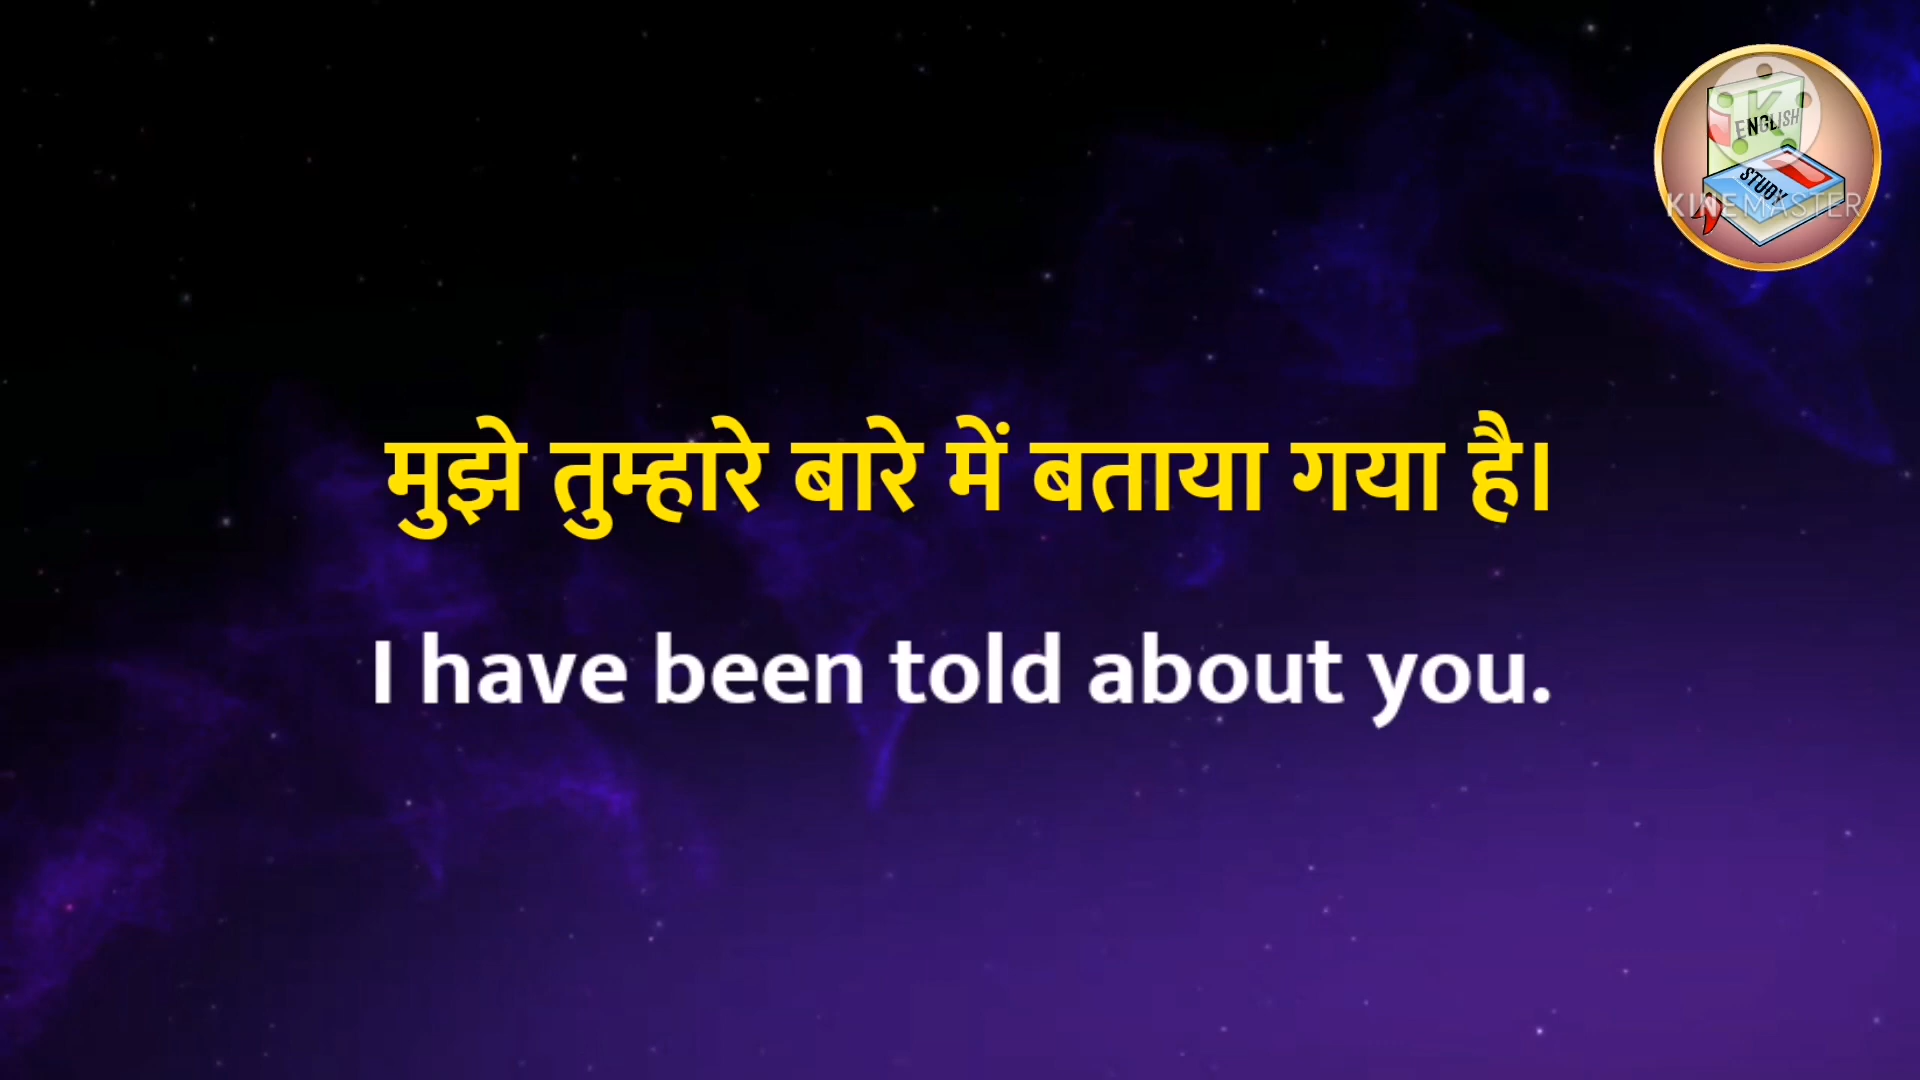 ENGLISH
STUDY
KINEMASTER
मुझे तुम्हारे बारे में बताया गया है।
I have been told about you.